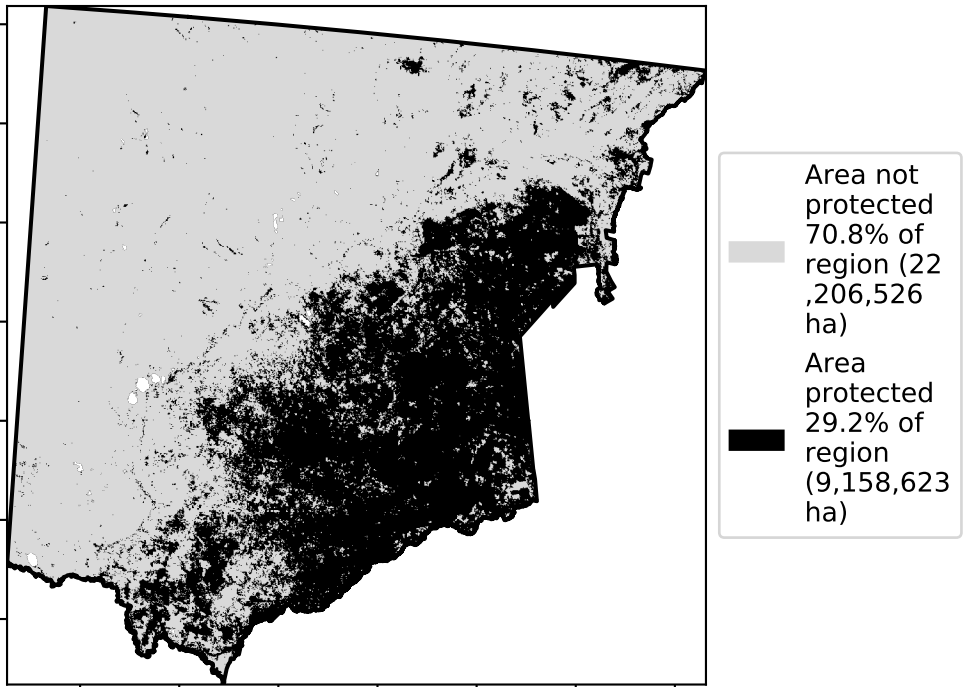 Area not
protected
70.8% of
region (22
,206,526
ha)
Area
protected
29.2% of
region
(9,158,623
ha)